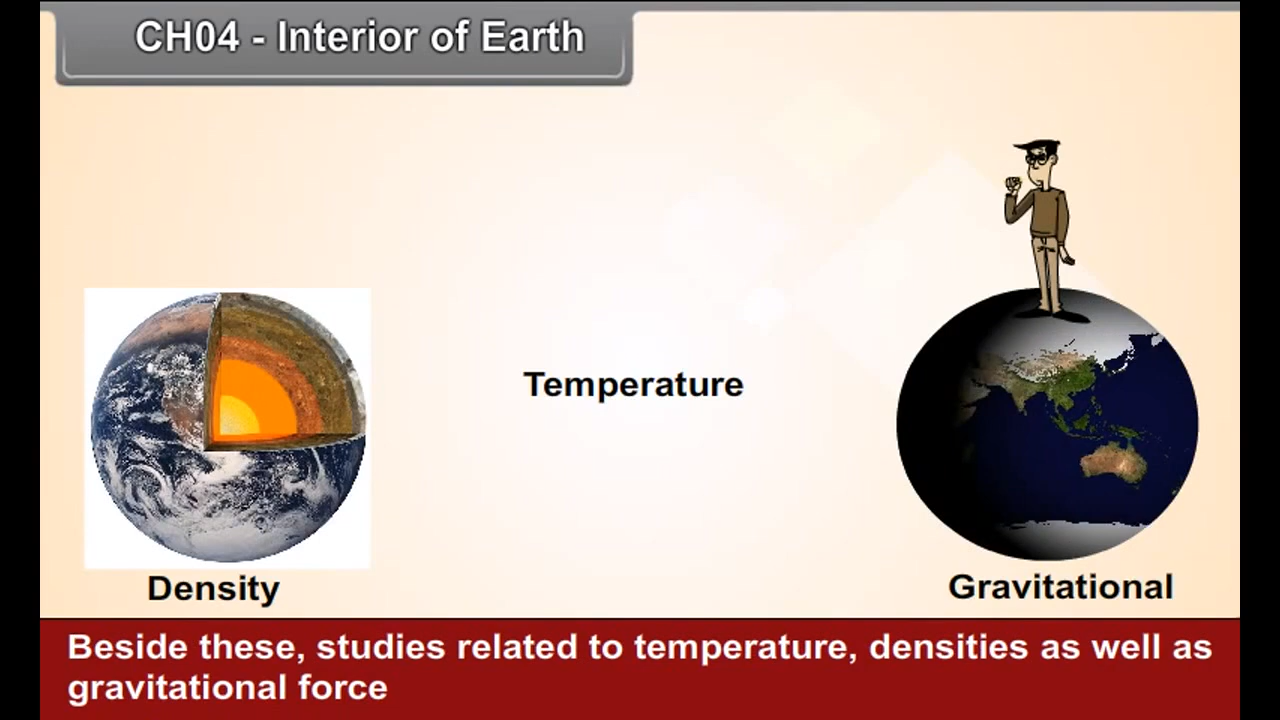 CH04 - Interior of Earth
Temperature
Density
Gravitational
Beside these, studies related to temperature, densities as well as
gravitational force